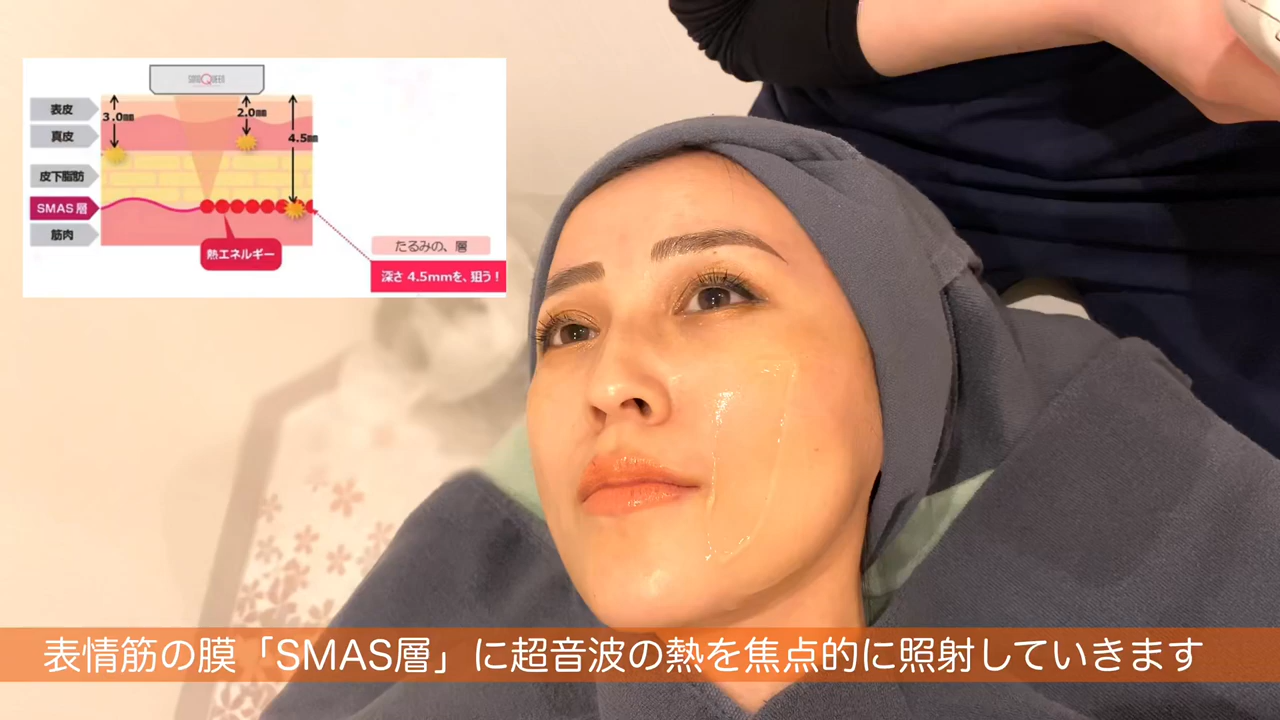 SONOQUEEN
表皮
3.0mm
2.0mm
真皮
4.5mm
皮下脂肪
SMAS層
筋肉
熱エネルギー
たるみの、層
深さ 4.5mmを、狙う!
表情筋の膜「SMAS層」に超音波の熱を焦点的に照射していきます